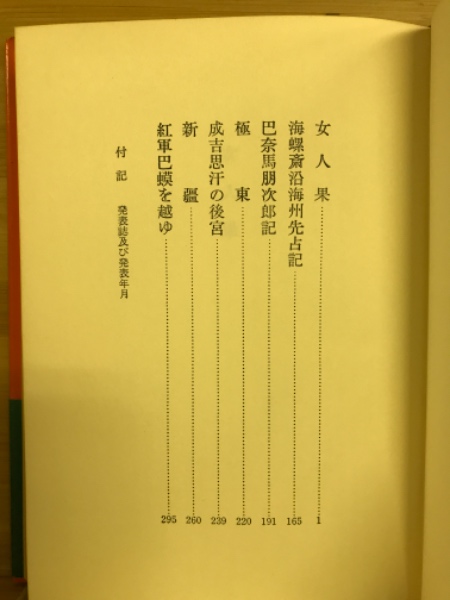 女人果 1
海螺斎沿海州先占記 165
巴奈馬朋次郎記 191
極東 220
成吉思汗の後宮 239
新疆 260
紅軍巴蟆を越ゆ 295
付記 発表誌及び発表年月